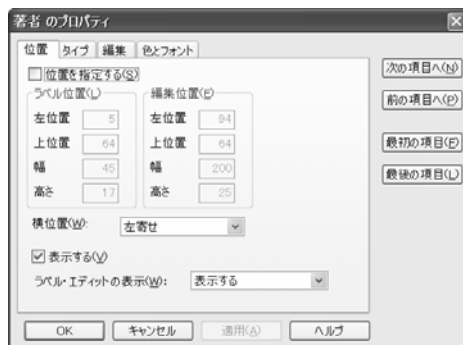 著者 のプロパティ
位置 タイプ 編集 色とフォント
位置を指定する(S)
ラベル位置(L) 編集位置(E)
左位置 5 左位置 94
上位置 64 上位置 64
幅 45 幅 200
高さ 17 高さ 25
横位置(W): 左寄せ
表示する(V)
ラベル・エディットの表示(W): 表示する
次の項目へ(N)
前の項目へ(P)
最初の項目(F)
最後の項目(L)
OK キャンセル 適用(A) ヘルプ